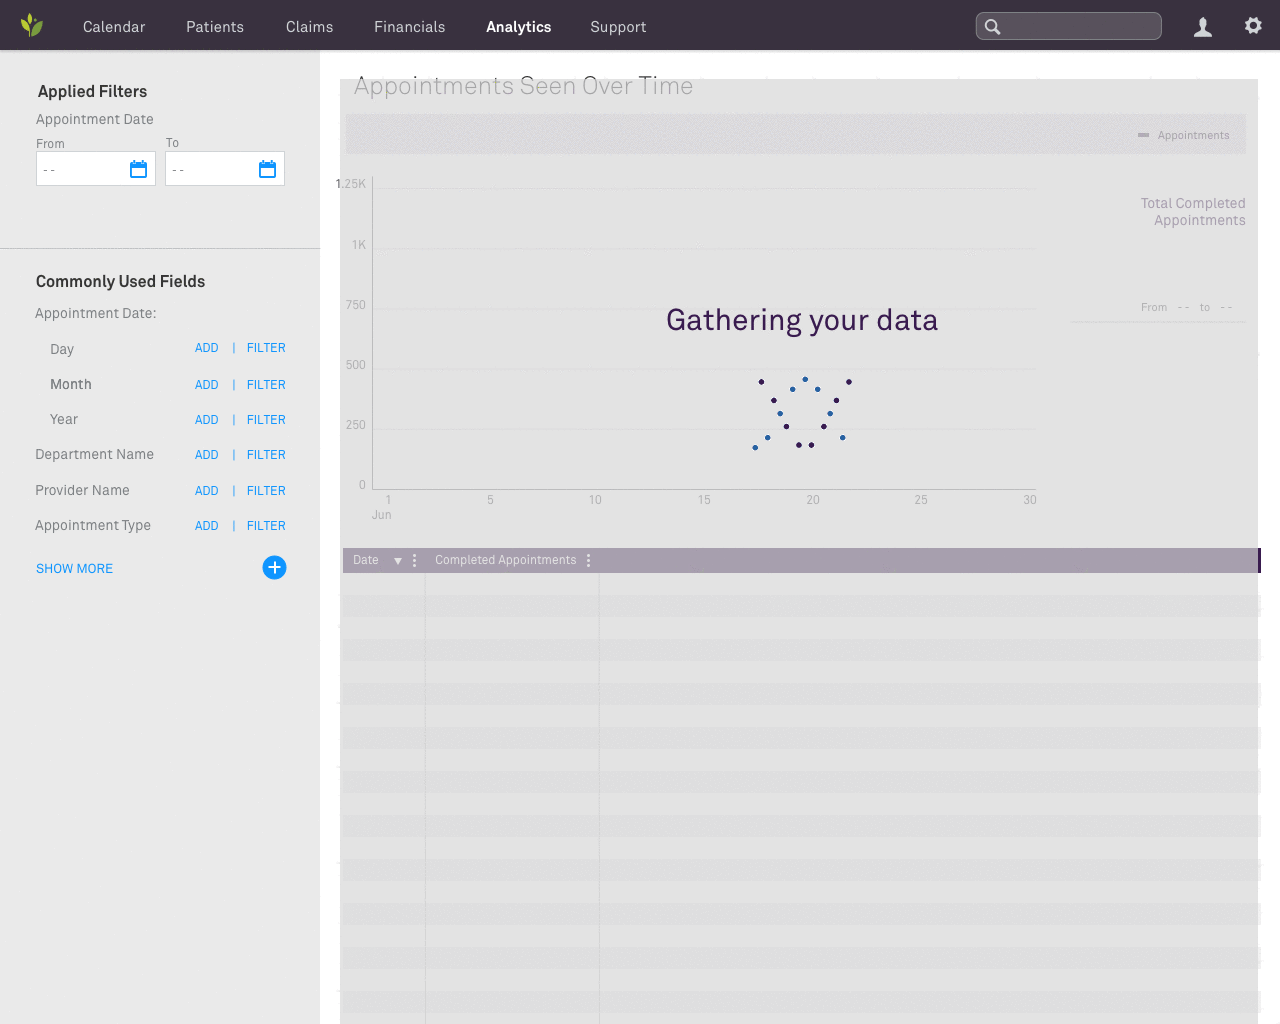 Calendar Patients Claims Financials Analytics Support
Applied Filters
Appointment Date
From To
-- --
Commonly Used Fields
Appointment Date:
Day ADD | FILTER
Month ADD | FILTER
Year ADD | FILTER
Department Name ADD | FILTER
Provider Name ADD | FILTER
Appointment Type ADD | FILTER
SHOW MORE
Appointments Seen Over Time
Appointments
1.25K
1K
750
500
250
0
1 5 10 15 20 25 30
Jun
Total Completed
Appointments
From -- to --
Gathering your data
Date Completed Appointments